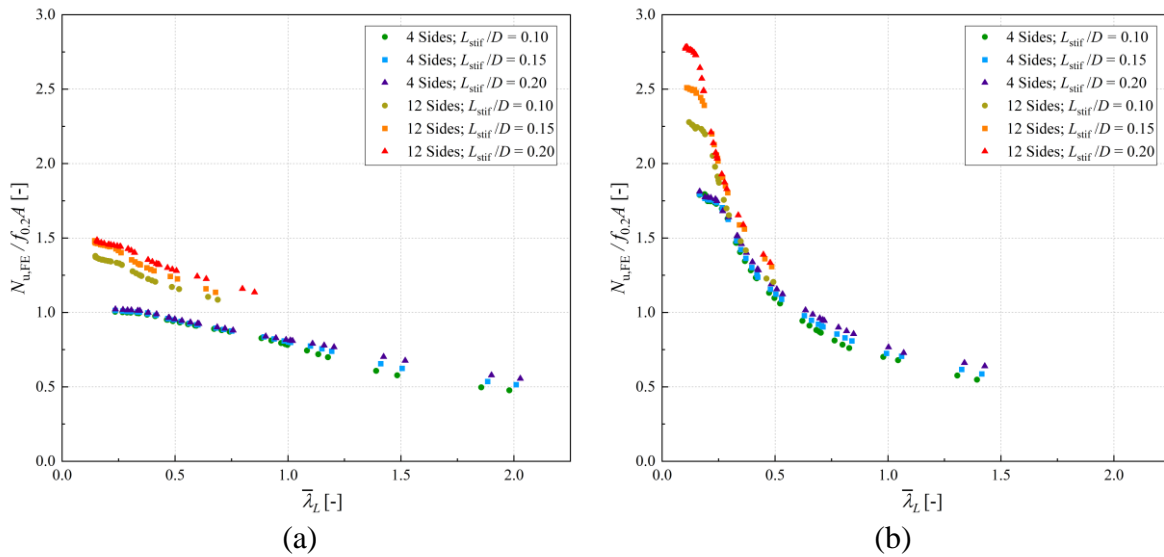 3.0
2.5
2.0
1.5
1.0
0.5
0.0
N_u,FE / f_0.2A [-]
4 Sides; L_stif/D = 0.10
4 Sides; L_stif/D = 0.15
4 Sides; L_stif/D = 0.20
12 Sides; L_stif/D = 0.10
12 Sides; L_stif/D = 0.15
12 Sides; L_stif/D = 0.20
0.0 0.5 1.0 1.5 2.0
λ̅_L [-]
(a)
3.0
2.5
2.0
1.5
1.0
0.5
0.0
N_u,FE / f_0.2A [-]
4 Sides; L_stif/D = 0.10
4 Sides; L_stif/D = 0.15
4 Sides; L_stif/D = 0.20
12 Sides; L_stif/D = 0.10
12 Sides; L_stif/D = 0.15
12 Sides; L_stif/D = 0.20
0.0 0.5 1.0 1.5 2.0
λ̅_L [-]
(b)